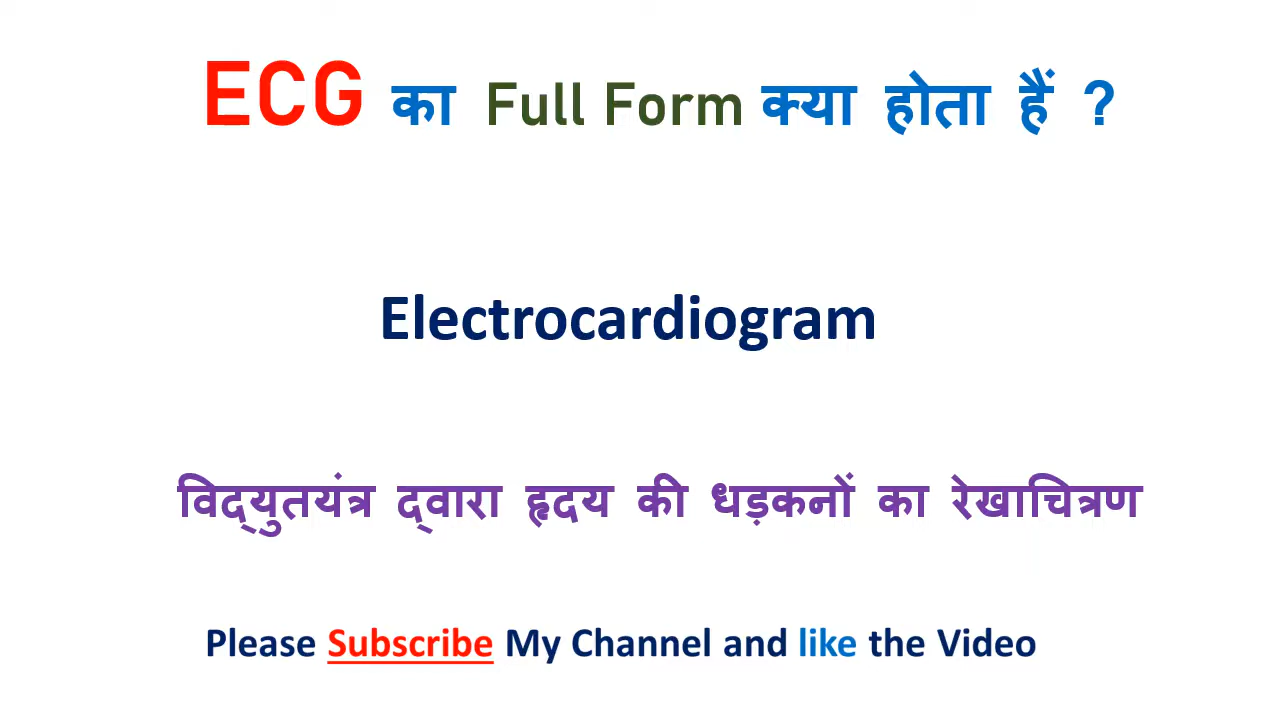 ECG का Full Form क्या होता हैं ?
Electrocardiogram
विद्‌युतयंत्र द्‌वारा हृदय की धड़कनों का रेखाचित्रण
Please Subscribe My Channel and like the Video